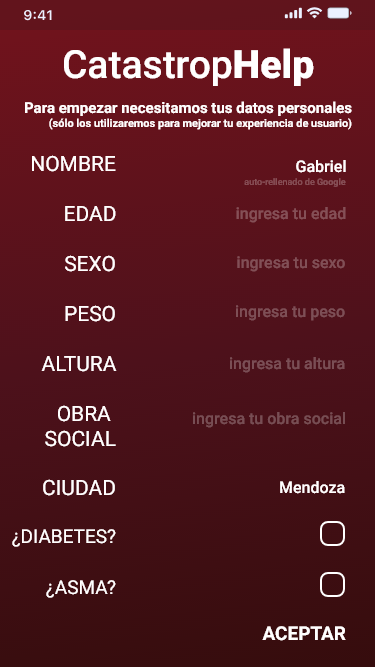 9:41
CatastropHelp
Para empezar necesitamos tus datos personales
(sólo los utilizaremos para mejorar tu experiencia de usuario)
NOMBRE
Gabriel
auto-rellenado de Google
EDAD
ingresa tu edad
SEXO
ingresa tu sexo
PESO
ingresa tu peso
ALTURA
ingresa tu altura
OBRA
SOCIAL
ingresa tu obra social
CIUDAD
Mendoza
¿DIABETES?
¿ASMA?
ACEPTAR